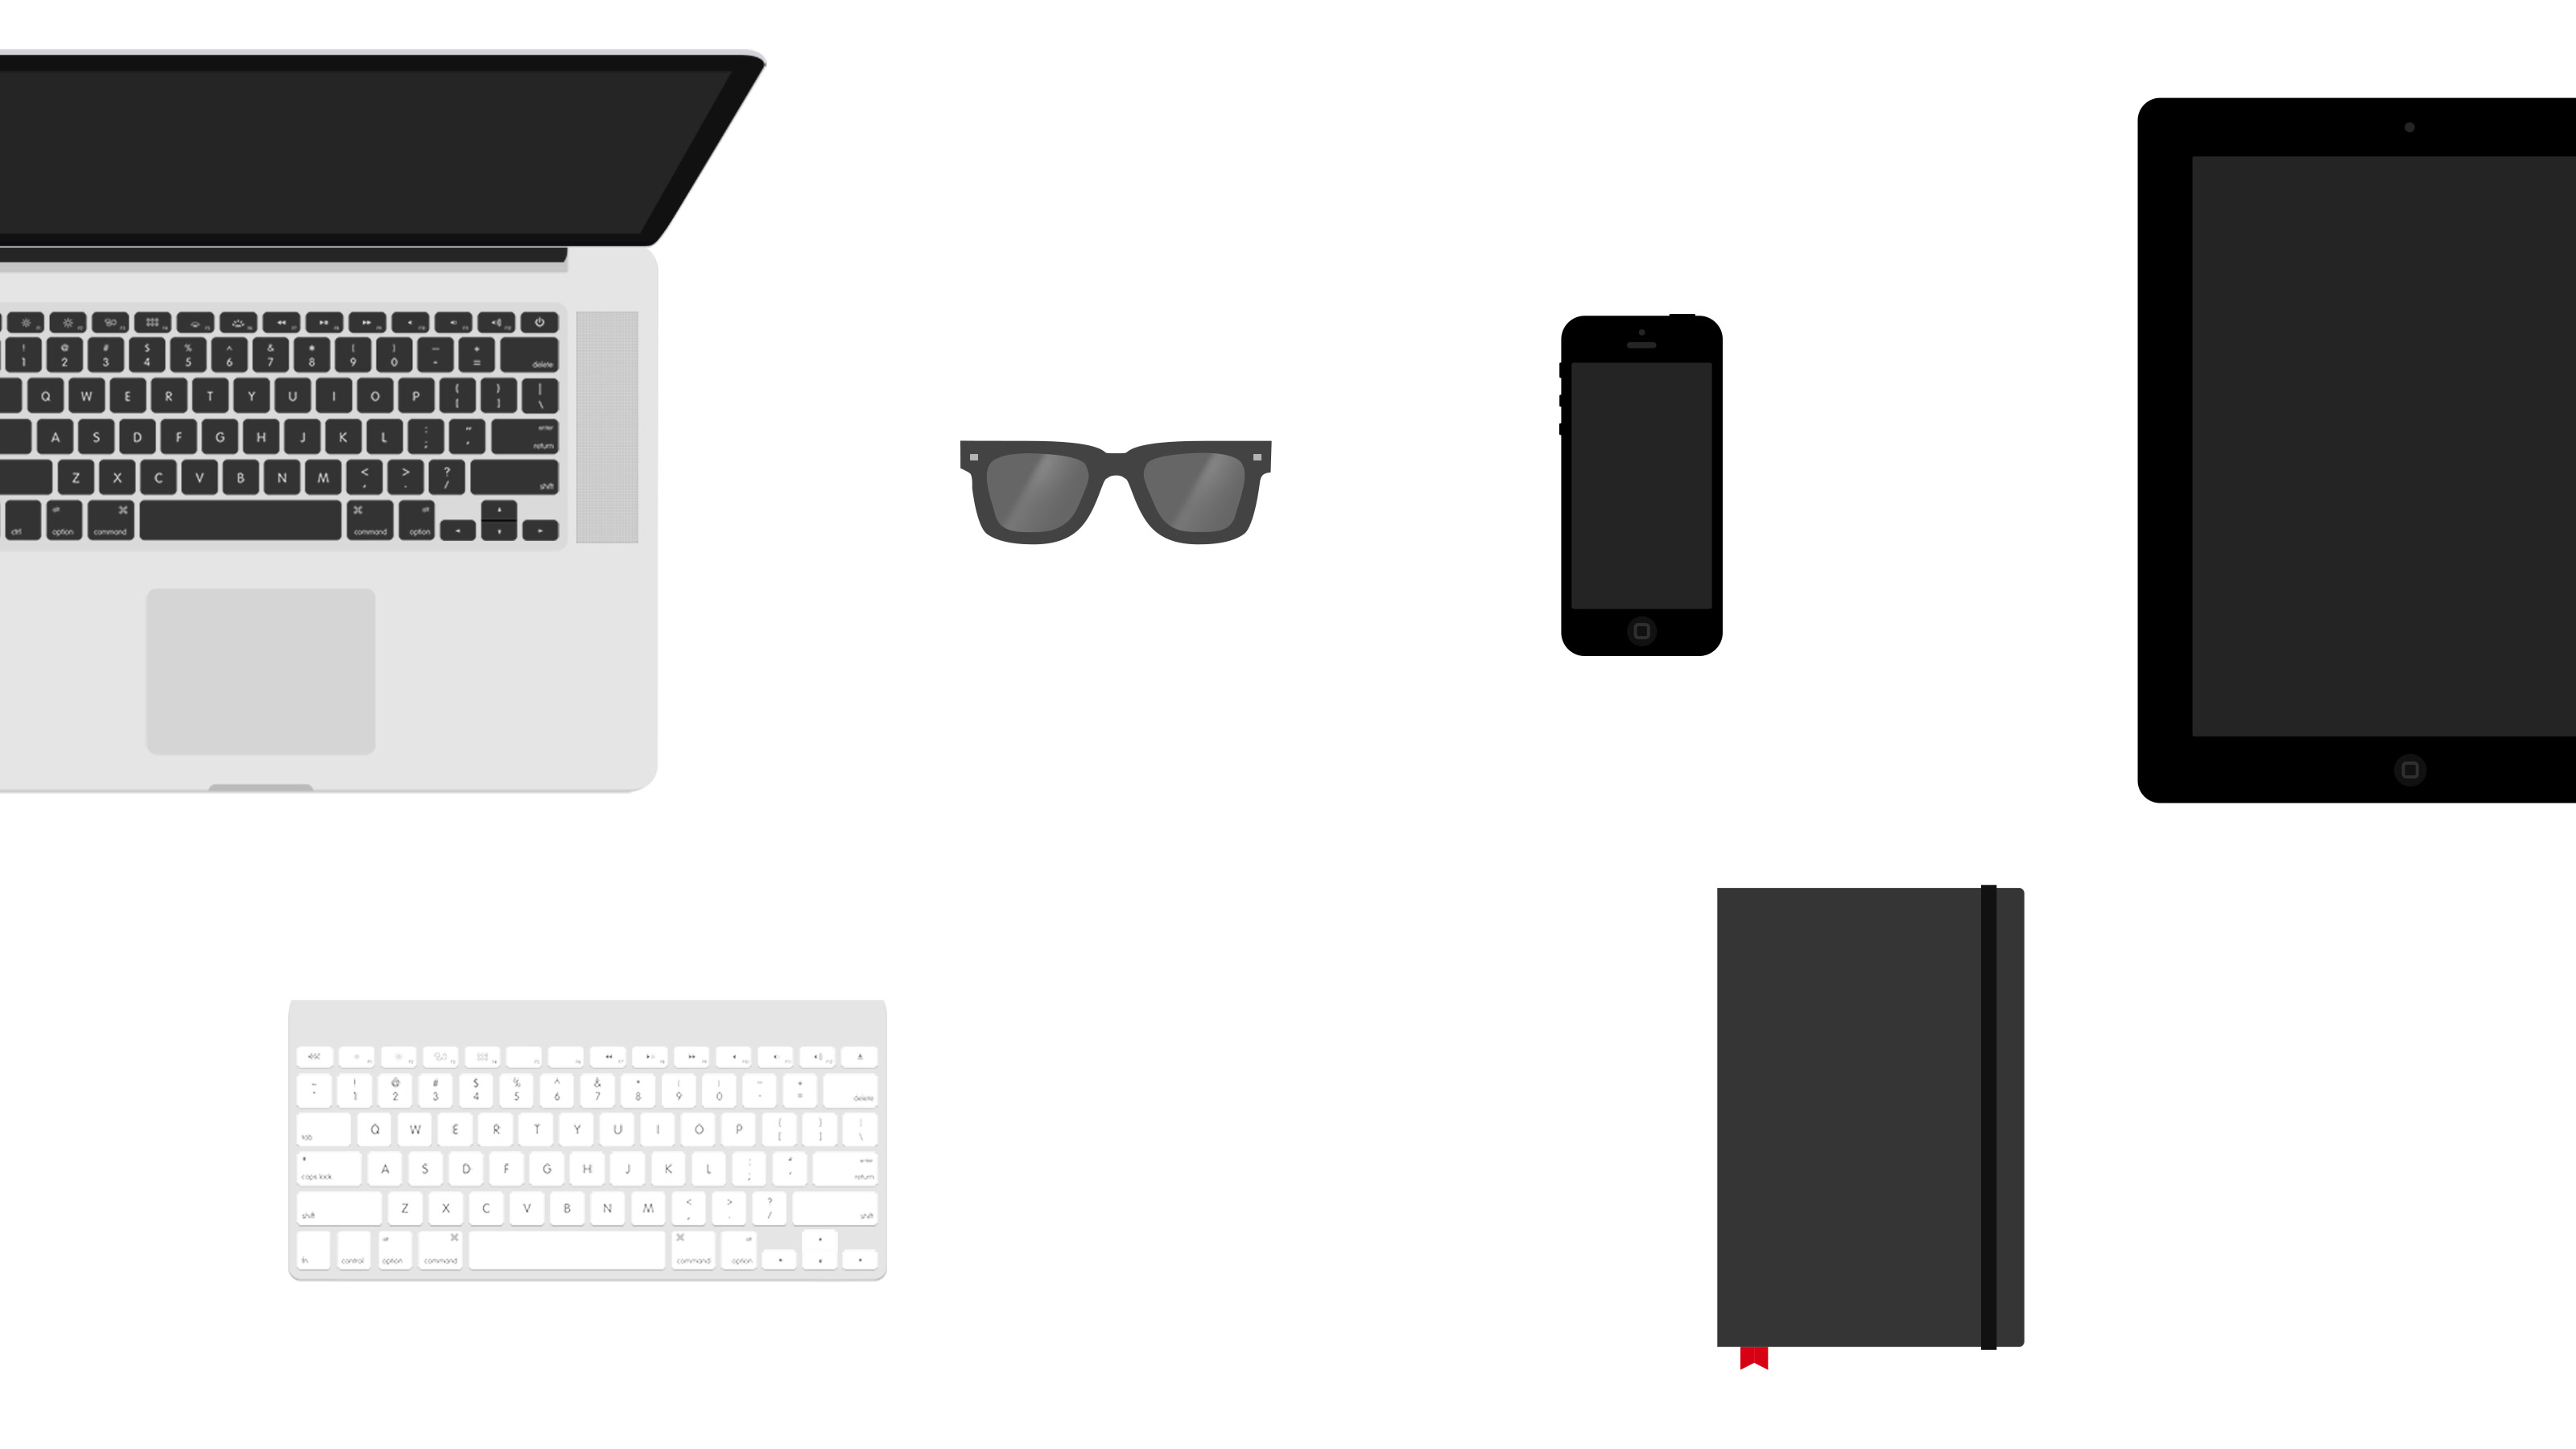 ! @ # $ % ^ & * ( ) — +
1 2 3 4 5 6 7 8 9 0 - = delete
Q W E R T Y U I O P { [ } ] | \
A S D F G H J K L : ; enter return
Z X C V B N M < , > . ? / shift
ctrl option ⌘ command ⌘ command option
~ ! @ # $ % ^ & * ( ) — +
` 1 2 3 4 5 6 7 8 9 0 - = delete
tab Q W E R T Y U I O P { [ } ] | \
caps lock A S D F G H J K L : ; enter return
shift Z X C V B N M < , > . ? / shift
fn control option ⌘ command ⌘ command option